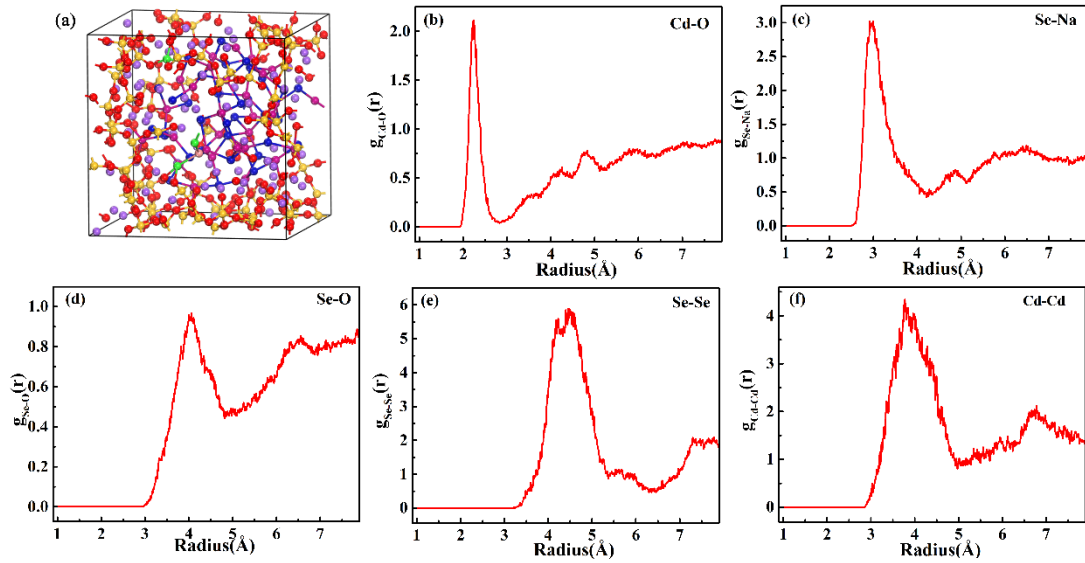 (a)
(b) Cd-O
2.0
1.5
1.0
0.5
0.0
g_Cd-O(r)
1 2 3 4 5 6 7
Radius(Å)
(c) Se-Na
3.0
2.5
2.0
1.5
1.0
0.5
0.0
g_Se-Na(r)
1 2 3 4 5 6 7
Radius(Å)
(d) Se-O
1.0
0.8
0.6
0.4
0.2
0.0
g_Se-O(r)
1 2 3 4 5 6 7
Radius(Å)
(e) Se-Se
6
5
4
3
2
1
0
g_Se-Se(r)
1 2 3 4 5 6 7
Radius(Å)
(f) Cd-Cd
4
3
2
1
0
g_Cd-Cd(r)
1 2 3 4 5 6 7
Radius(Å)